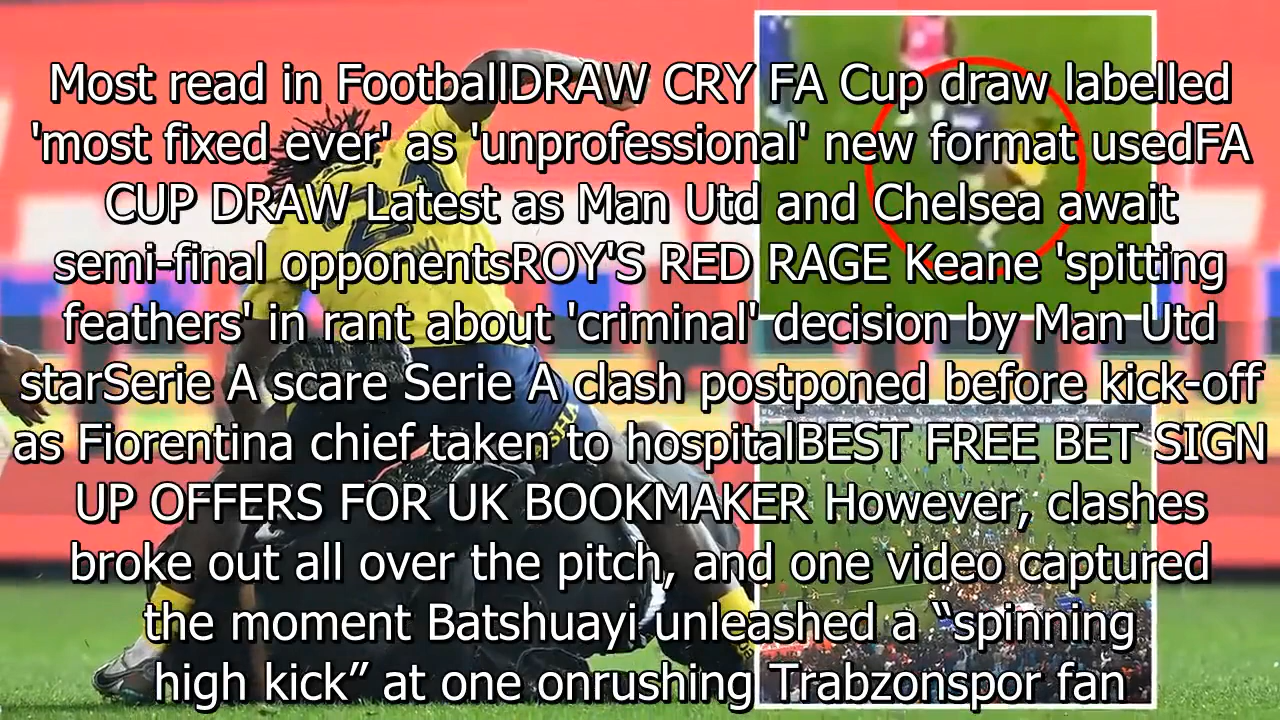 Most read in FootballDRAW CRY FA Cup draw labelled
'most fixed ever' as 'unprofessional' new format usedFA
CUP DRAW Latest as Man Utd and Chelsea await
semi-final opponentsROY'S RED RAGE Keane 'spitting
feathers' in rant about 'criminal' decision by Man Utd
starSerie A scare Serie A clash postponed before kick-off
as Fiorentina chief taken to hospitalBEST FREE BET SIGN
UP OFFERS FOR UK BOOKMAKER However, clashes
broke out all over the pitch, and one video captured
the moment Batshuayi unleashed a “spinning
high kick” at one onrushing Trabzonspor fan